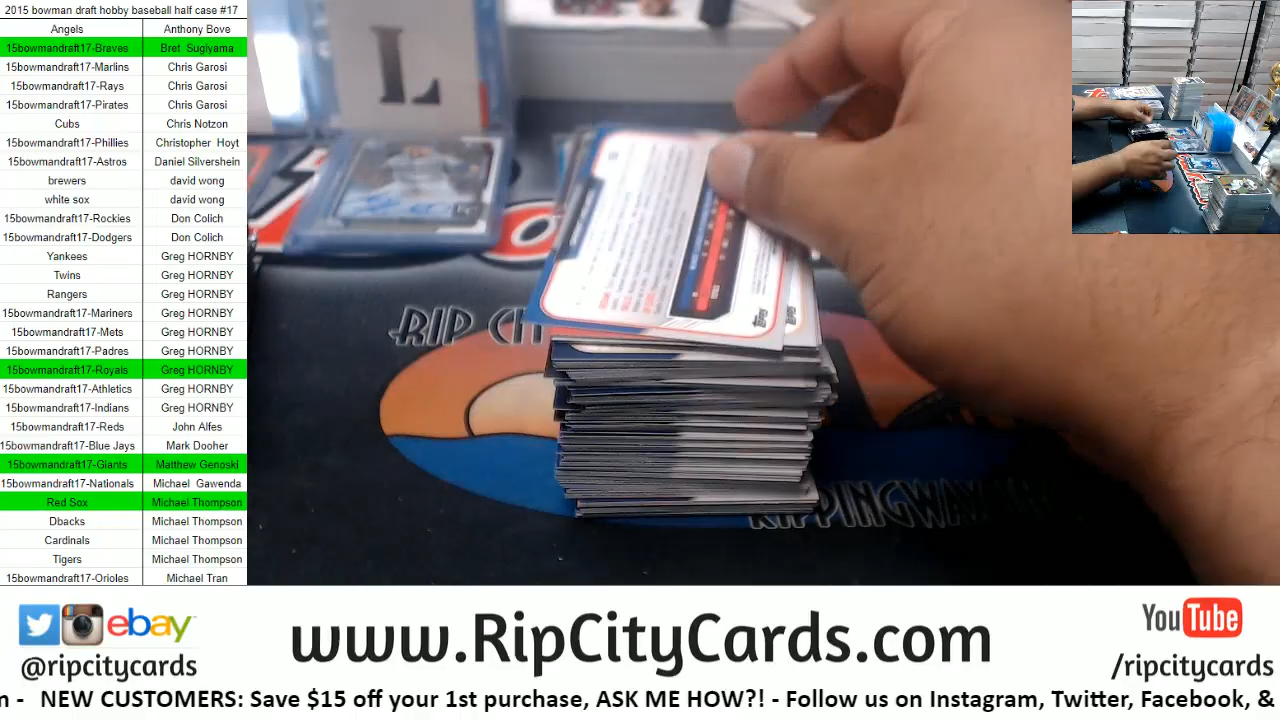 2015 bowman draft hobby baseball half case #17
Angels Anthony Bove
15bowmandraft17-Braves Bret Sugiyama
15bowmandraft17-Marlins Chris Garosi
15bowmandraft17-Rays Chris Garosi
15bowmandraft17-Pirates Chris Garosi
Cubs Chris Notzon
15bowmandraft17-Phillies Christopher Hoyt
15bowmandraft17-Astros Daniel Silvershein
brewers david wong
white sox david wong
15bowmandraft17-Rockies Don Colich
15bowmandraft17-Dodgers Don Colich
Yankees Greg HORNBY
Twins Greg HORNBY
Rangers Greg HORNBY
15bowmandraft17-Mariners Greg HORNBY
15bowmandraft17-Mets Greg HORNBY
15bowmandraft17-Padres Greg HORNBY
15bowmandraft17-Royals Greg HORNBY
15bowmandraft17-Athletics Greg HORNBY
15bowmandraft17-Indians Greg HORNBY
15bowmandraft17-Reds John Alfes
15bowmandraft17-Blue Jays Mark Dooher
15bowmandraft17-Giants Matthew Genoski
15bowmandraft17-Nationals Michael Gawenda
Red Sox Michael Thompson
Dbacks Michael Thompson
Cardinals Michael Thompson
Tigers Michael Thompson
15bowmandraft17-Orioles Michael Tran
L
RIP CIT
Topps
ebay
@ripcitycards
www.RipCityCards.com
YouTube
/ripcitycards
n - NEW CUSTOMERS: Save $15 off your 1st purchase, ASK ME HOW?! - Follow us on Instagram, Twitter, Facebook, &